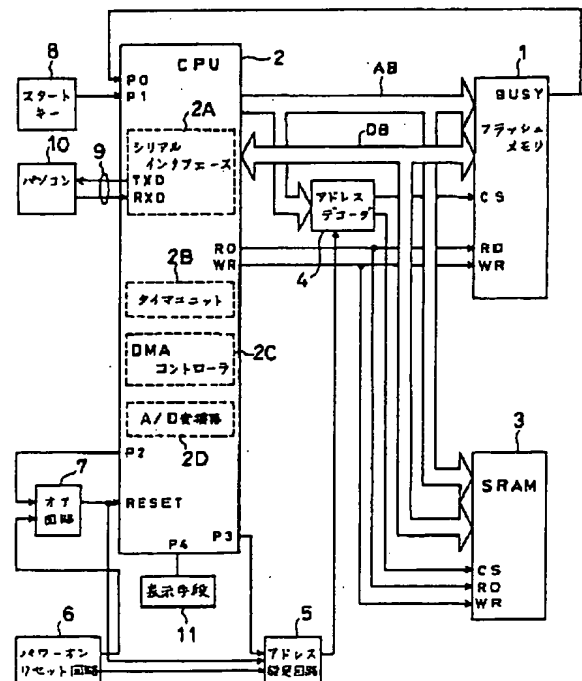 8
スタート
キー
10
パソコン
9
P0
P1
CPU
2
2A
シリアル
インタフェース
TXD
RXD
RD
WR
2B
タイマユニット
DMA
コントローラ
2C
A/D変換器
2D
P2
RESET
P4
P3
7
オア
回路
表示手段
11
6
パワーオン
リセット回路
5
アドレス
設定回路
AB
DB
アドレス
デコーダ
4
1
BUSY
フラッシュ
メモリ
CS
RD
WR
3
SRAM
CS
RD
WR